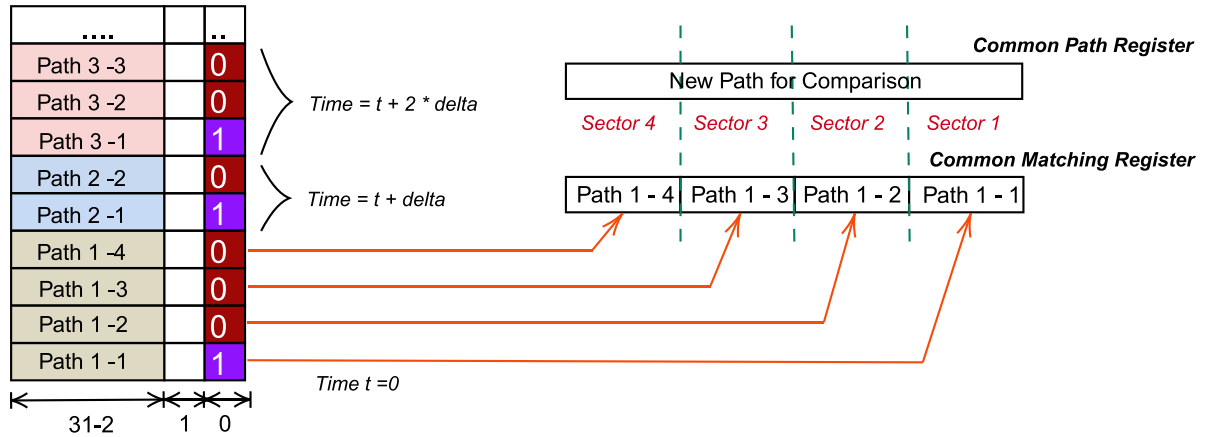 .... ..
Path 3 -3 0
Path 3 -2 0
Path 3 -1 1
Path 2 -2 0
Path 2 -1 1
Path 1 -4 0
Path 1 -3 0
Path 1 -2 0
Path 1 -1 1
31-2 1 0
Time = t + 2 * delta
Time = t + delta
Time t =0
Common Path Register
New Path for Comparison
Sector 4 Sector 3 Sector 2 Sector 1
Common Matching Register
Path 1 - 4 Path 1 - 3 Path 1 - 2 Path 1 - 1